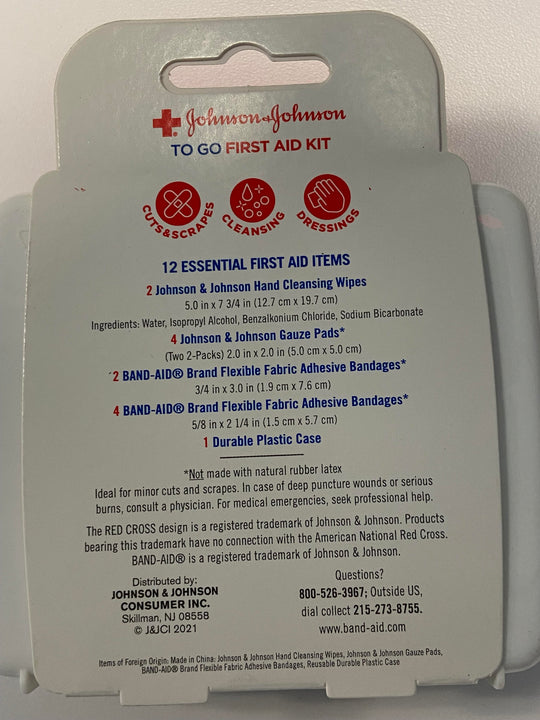 Johnson & Johnson
TO GO FIRST AID KIT
CUTS & SCRAPES
CLEANSING
DRESSINGS
12 ESSENTIAL FIRST AID ITEMS
2 Johnson & Johnson Hand Cleansing Wipes
5.0 in x 7 3/4 in (12.7 cm x 19.7 cm)
Ingredients: Water, Isopropyl Alcohol, Benzalkonium Chloride, Sodium Bicarbonate
4 Johnson & Johnson Gauze Pads*
(Two 2-Packs) 2.0 in x 2.0 in (5.0 cm x 5.0 cm)
2 BAND-AID® Brand Flexible Fabric Adhesive Bandages*
3/4 in x 3.0 in (1.9 cm x 7.6 cm)
4 BAND-AID® Brand Flexible Fabric Adhesive Bandages*
5/8 in x 2 1/4 in (1.5 cm x 5.7 cm)
1 Durable Plastic Case
*Not made with natural rubber latex
Ideal for minor cuts and scrapes. In case of deep puncture wounds or serious
burns, consult a physician. For medical emergencies, seek professional help.
The RED CROSS design is a registered trademark of Johnson & Johnson. Products
bearing this trademark have no connection with the American National Red Cross.
BAND-AID® is a registered trademark of Johnson & Johnson.
Distributed by:
JOHNSON & JOHNSON
CONSUMER INC.
Skillman, NJ 08558
© J&JCI 2021
Questions?
800-526-3967; Outside US,
dial collect 215-273-8755.
www.band-aid.com
Items of Foreign Origin: Made in China: Johnson & Johnson Hand Cleansing Wipes, Johnson & Johnson Gauze Pads,
BAND-AID® Brand Flexible Fabric Adhesive Bandages, Reusable Durable Plastic Case